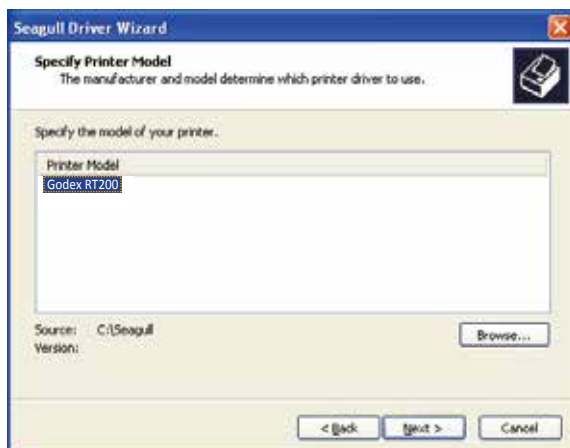 Seagull Driver Wizard
Specify Printer Model
The manufacturer and model determine which printer driver to use.
Specify the model of your printer.
Printer Model
Godex RT200
Source: C:\Seagull
Browse...
Version:
< Back Next > Cancel